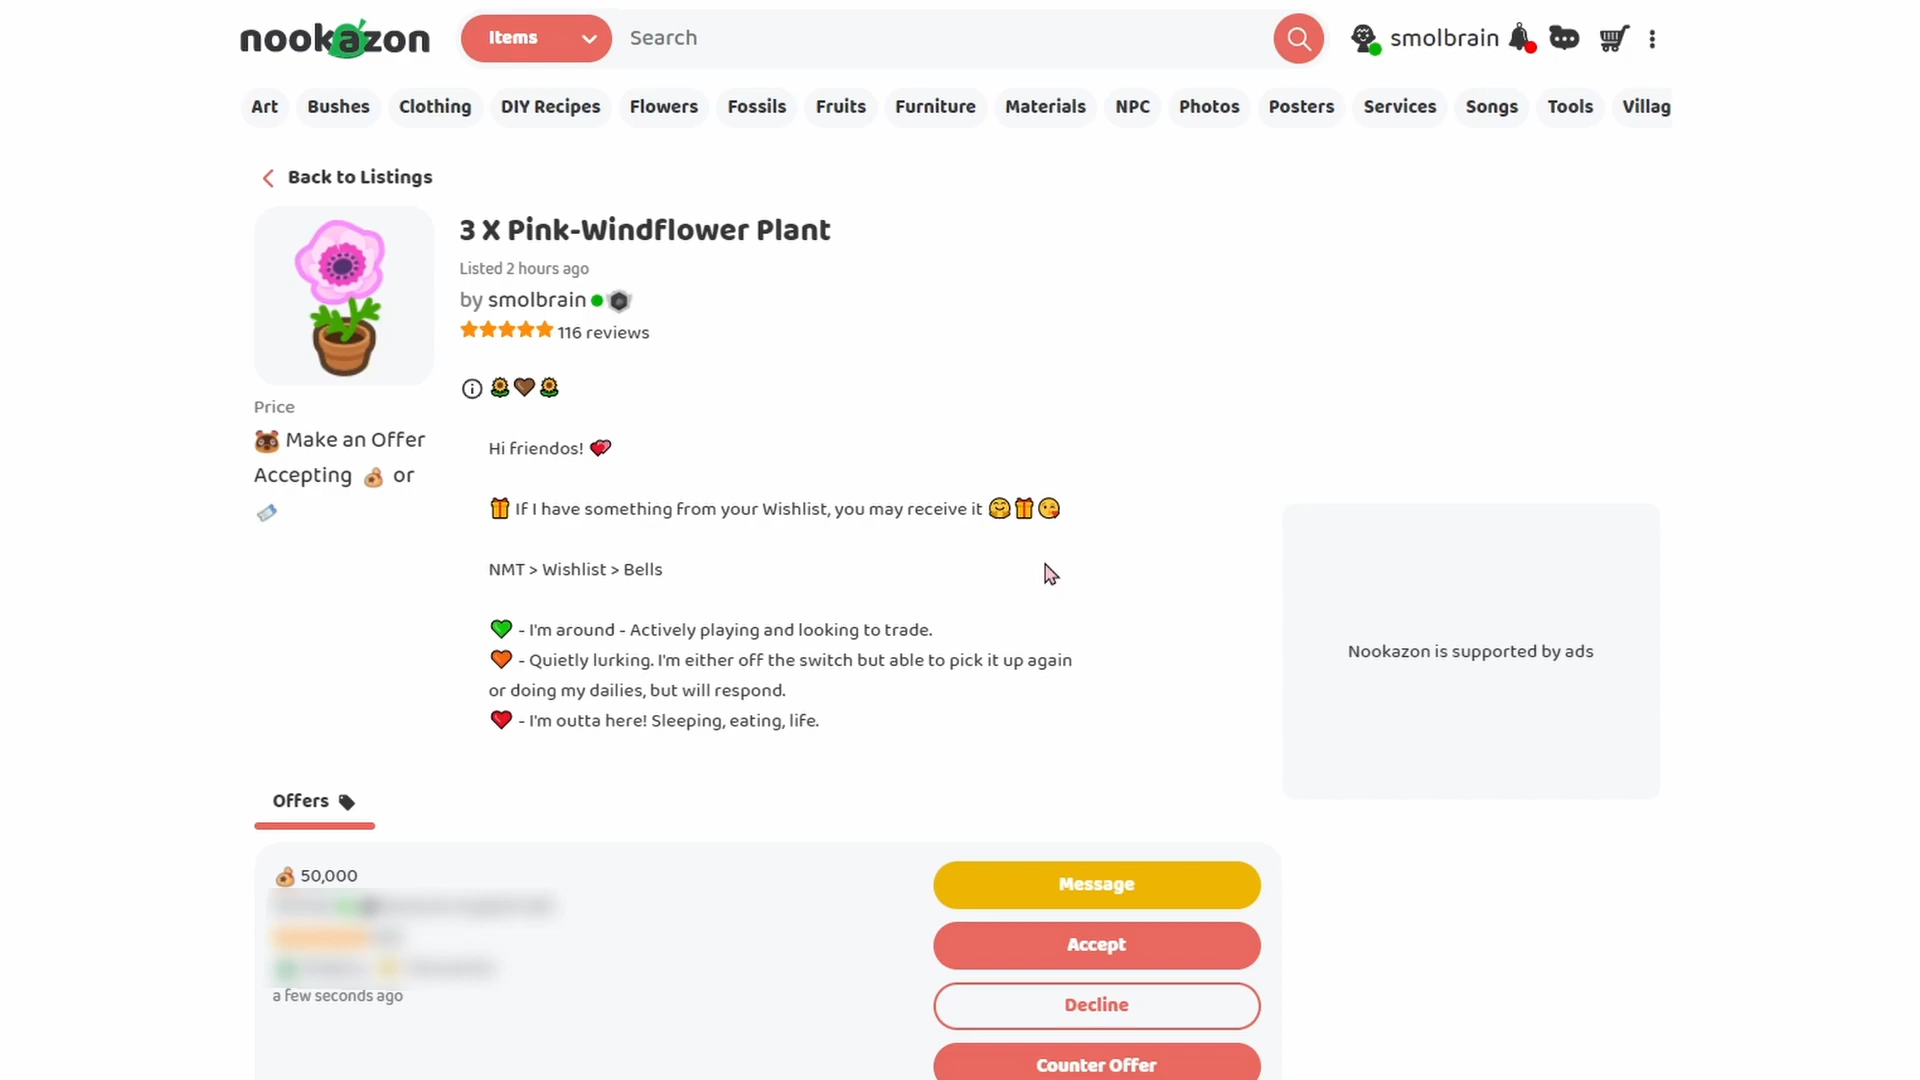 nookazon
Items
Search
smolbrain
Art
Bushes
Clothing
DIY Recipes
Flowers
Fossils
Fruits
Furniture
Materials
NPC
Photos
Posters
Services
Songs
Tools
Villag
Back to Listings
3 X Pink-Windflower Plant
Listed 2 hours ago
by smolbrain
116 reviews
Price
Make an Offer
Accepting or
Hi friendos!
If I have something from your Wishlist, you may receive it
NMT > Wishlist > Bells
- I'm around - Actively playing and looking to trade.
- Quietly lurking. I'm either off the switch but able to pick it up again
or doing my dailies, but will respond.
- I'm outta here! Sleeping, eating, life.
Nookazon is supported by ads
Offers
50,000
a few seconds ago
Message
Accept
Decline
Counter Offer